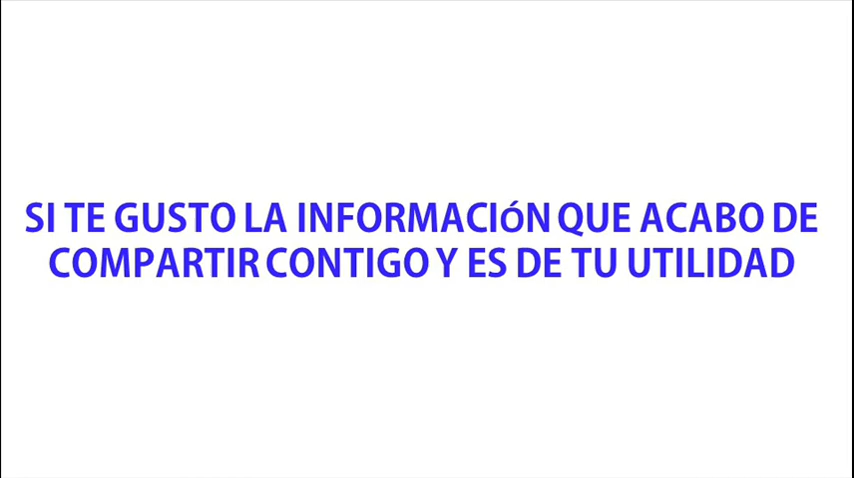 SI TE GUSTO LA INFORMACIÓN QUE ACABO DE
COMPARTIR CONTIGO Y ES DE TU UTILIDAD